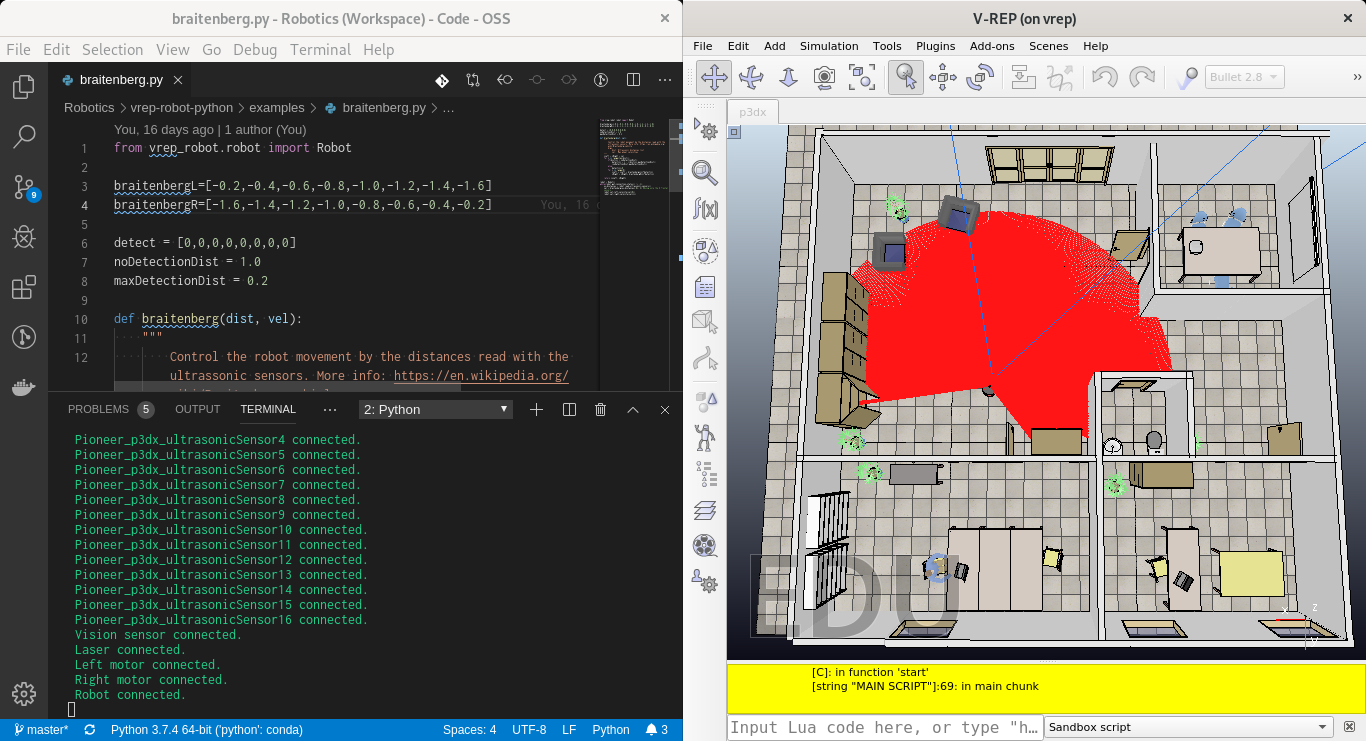 braitenberg.py - Robotics (Workspace) - Code - OSS
File Edit Selection View Go Debug Terminal Help
braitenberg.py
Robotics > vrep-robot-python > examples > braitenberg.py > ...
You, 16 days ago | 1 author (You)
1 from vrep_robot.robot import Robot
2
3 braitenbergL=[-0.2,-0.4,-0.6,-0.8,-1.0,-1.2,-1.4,-1.6]
4 braitenbergR=[-1.6,-1.4,-1.2,-1.0,-0.8,-0.6,-0.4,-0.2] You, 16
5
6 detect = [0,0,0,0,0,0,0,0]
7 noDetectionDist = 1.0
8 maxDetectionDist = 0.2
9
10 def braitenberg(dist, vel):
11 """
12 Control the robot movement by the distances read with the
ultrassonic sensors. More info: https://en.wikipedia.org/
9
PROBLEMS 5 OUTPUT TERMINAL ... 2: Python
Pioneer_p3dx_ultrasonicSensor4 connected.
Pioneer_p3dx_ultrasonicSensor5 connected.
Pioneer_p3dx_ultrasonicSensor6 connected.
Pioneer_p3dx_ultrasonicSensor7 connected.
Pioneer_p3dx_ultrasonicSensor8 connected.
Pioneer_p3dx_ultrasonicSensor9 connected.
Pioneer_p3dx_ultrasonicSensor10 connected.
Pioneer_p3dx_ultrasonicSensor11 connected.
Pioneer_p3dx_ultrasonicSensor12 connected.
Pioneer_p3dx_ultrasonicSensor13 connected.
Pioneer_p3dx_ultrasonicSensor14 connected.
Pioneer_p3dx_ultrasonicSensor15 connected.
Pioneer_p3dx_ultrasonicSensor16 connected.
Vision sensor connected.
Laser connected.
Left motor connected.
Right motor connected.
Robot connected.
master* Python 3.7.4 64-bit ('python': conda) Spaces: 4 UTF-8 LF Python 3
V-REP (on vrep)
File Edit Add Simulation Tools Plugins Add-ons Scenes Help
Bullet 2.8 »
p3dx
f(x)
EDU
x z
[C]: in function 'start'
[string "MAIN SCRIPT"]:69: in main chunk
Input Lua code here, or type "h... Sandbox script